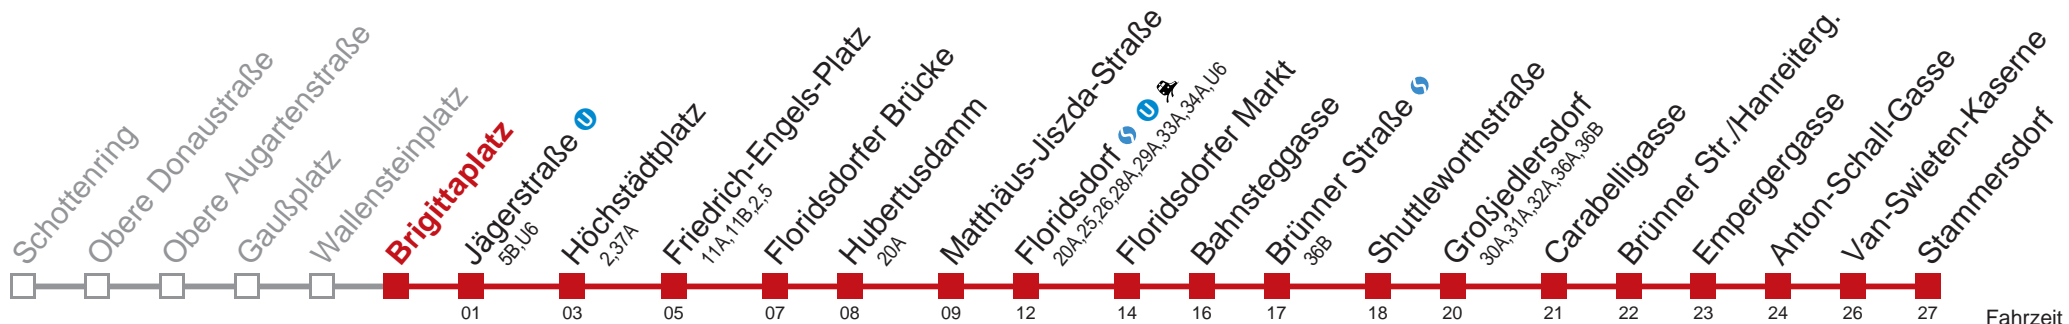 Schottenring
Obere Donaustraße
Obere Augartenstraße
Gaußplatz
Wallensteinplatz
Brigittaplatz
Jägerstraße U
5B,U6
Höchstädtplatz
2,37A
Friedrich-Engels-Platz
11A,11B,2,5
Floridsdorfer Brücke
Hubertusdamm
20A
Matthäus-Jiszda-Straße
Floridsdorf S U
20A,25,26,28A,29A,33A,34A,U6
Floridsdorfer Markt
Bahnsteggasse
Brünner Straße S
36B
Shuttleworthstraße
Großjedlersdorf
30A,31A,32A,36A,36B
Carabelligasse
Brünner Str./Hanreiterg.
Empergergasse
Anton-Schall-Gasse
Van-Swieten-Kaserne
Stammersdorf
01 03 05 07 08 09 12 14 16 17 18 20 21 22 23 24 26 27 Fahrzeit